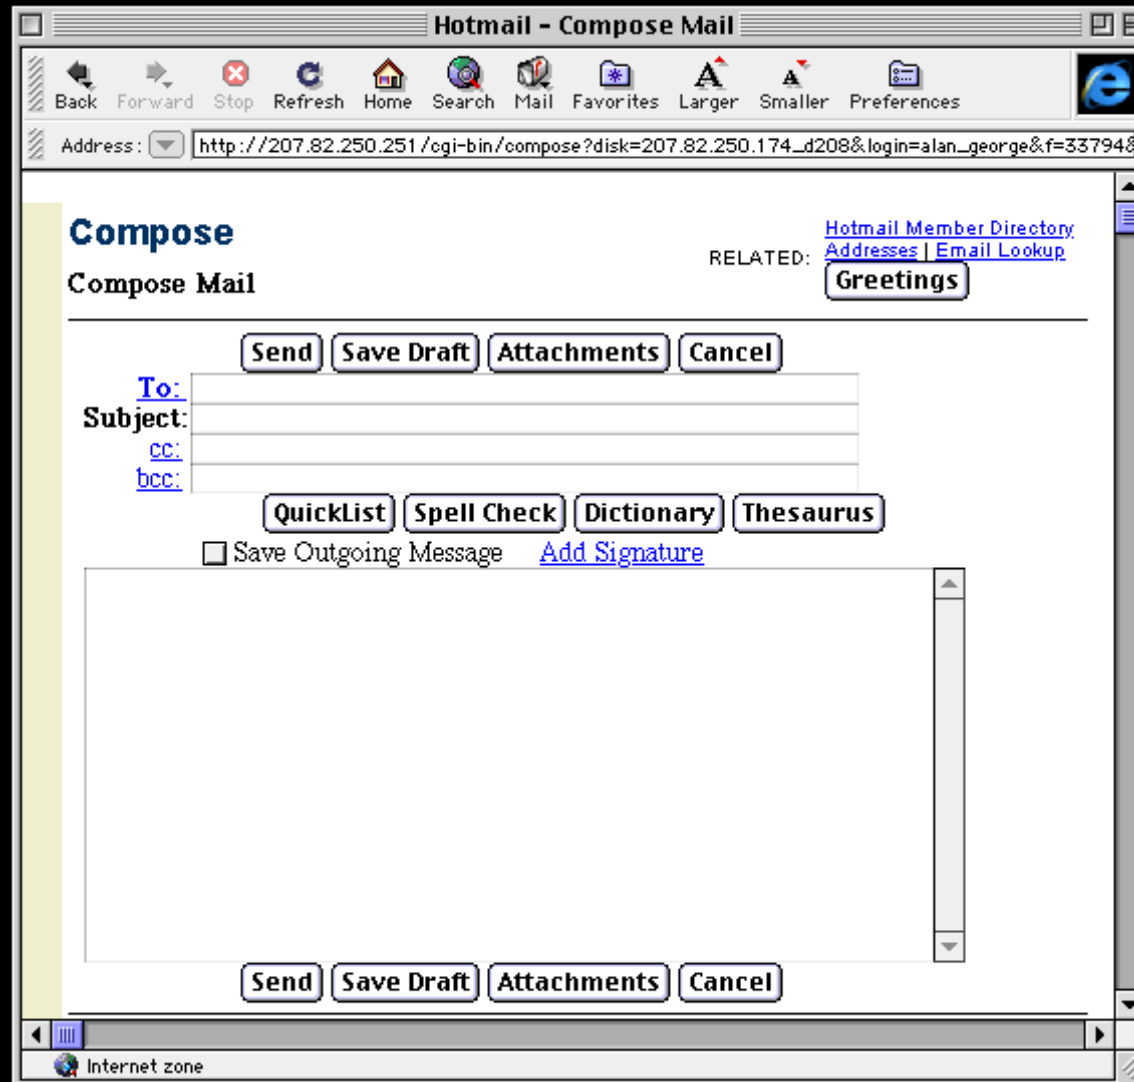 Hotmail - Compose Mail
Back Forward Stop Refresh Home Search Mail Favorites Larger Smaller Preferences
Address: http://207.82.250.251/cgi-bin/compose?disk=207.82.250.174_d208&login=alan_george&f=33794&
Compose
Compose Mail
RELATED:
Hotmail Member Directory
Addresses | Email Lookup
Greetings
Send Save Draft Attachments Cancel
To:
Subject:
cc:
bcc:
QuickList Spell Check Dictionary Thesaurus
Save Outgoing Message Add Signature
Send Save Draft Attachments Cancel
Internet zone